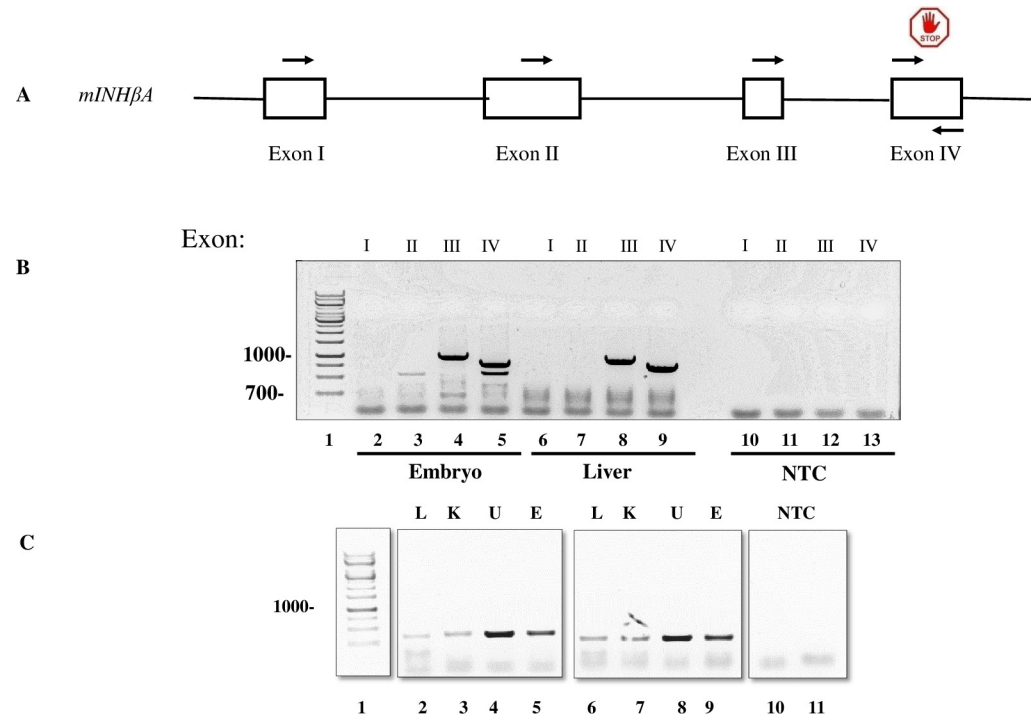 STOP
A mINHβA
Exon I Exon II Exon III Exon IV
Exon: I II III IV I II III IV I II III IV
B
1000-
700-
1 2 3 4 5 6 7 8 9 10 11 12 13
Embryo Liver NTC
L K U E L K U E NTC
C
1000-
1 2 3 4 5 6 7 8 9 10 11